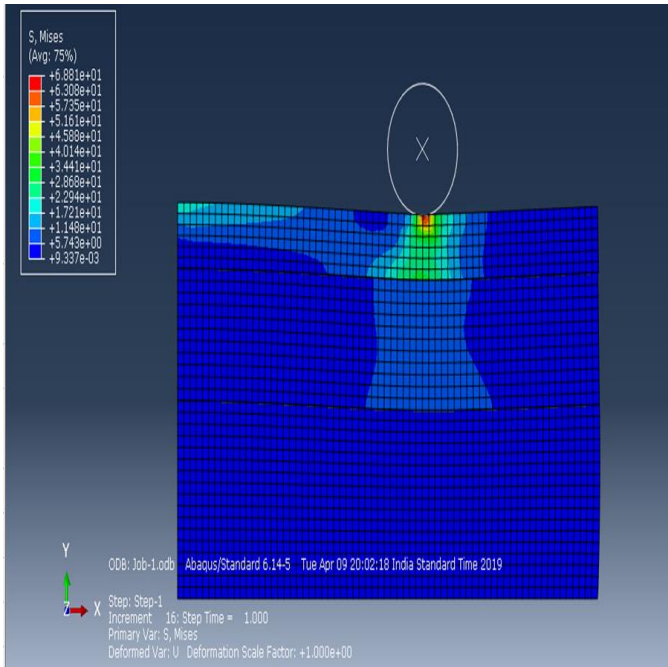 S, Mises
(Avg: 75%)
+6.881e+01
+6.308e+01
+5.735e+01
+5.161e+01
+4.588e+01
+4.014e+01
+3.441e+01
+2.868e+01
+2.294e+01
+1.721e+01
+1.148e+01
+5.743e+00
+9.337e-03
Y
Z X
ODB: Job-1.odb Abaqus/Standard 6.14-5 Tue Apr 09 20:02:18 India Standard Time 2019
Step: Step-1
Increment 16: Step Time = 1.000
Primary Var: S, Mises
Deformed Var: U Deformation Scale Factor: +1.000e+00